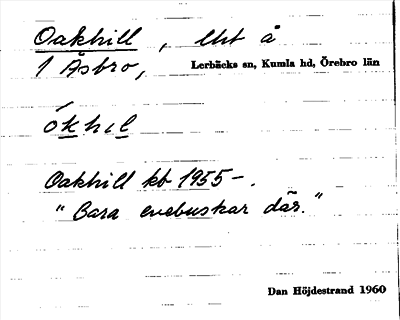 Oakhill, lht å
1 Åsbro, Lerbäcks sn, Kumla hd, Örebro län
ókhil
Oakhill kb 1955–.
"Bara enebuskar där."
Dan Höjdestrand 1960